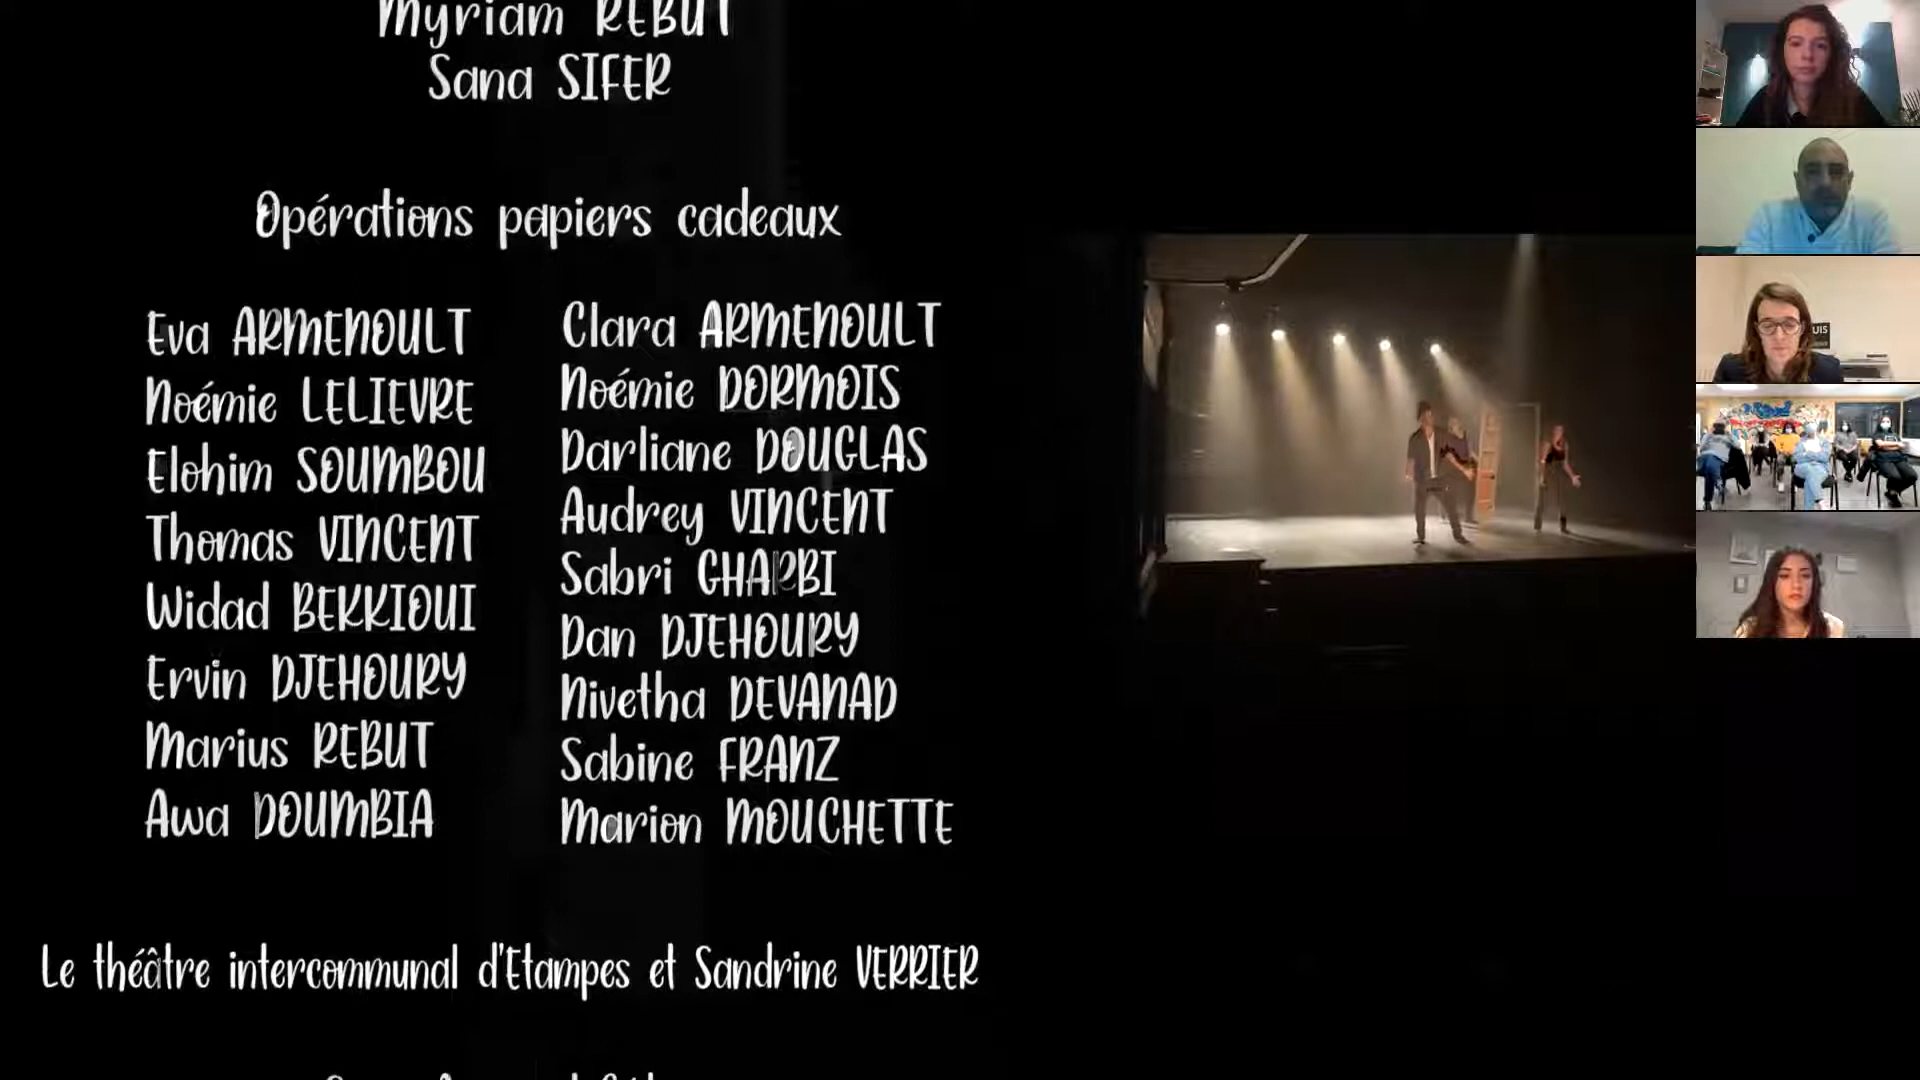 Myriam REBUT
Sana SIFER
Opérations papiers cadeaux
Eva ARMENOULT
Noémie LELIEVRE
Elohim SOUMBOU
Thomas VINCENT
Widad BEKKIOUI
Ervin DJEHOURY
Marius REBUT
Awa DOUMBIA
Clara ARMENOULT
Noémie DORMOIS
Darliane DOUGLAS
Audrey VINCENT
Sabri GHARBI
Dan DJEHOURY
Nivetha DEVANAD
Sabine FRANZ
Marion MOUCHETTE
Le théâtre intercommunal d'Etampes et Sandrine VERRIER
UIS